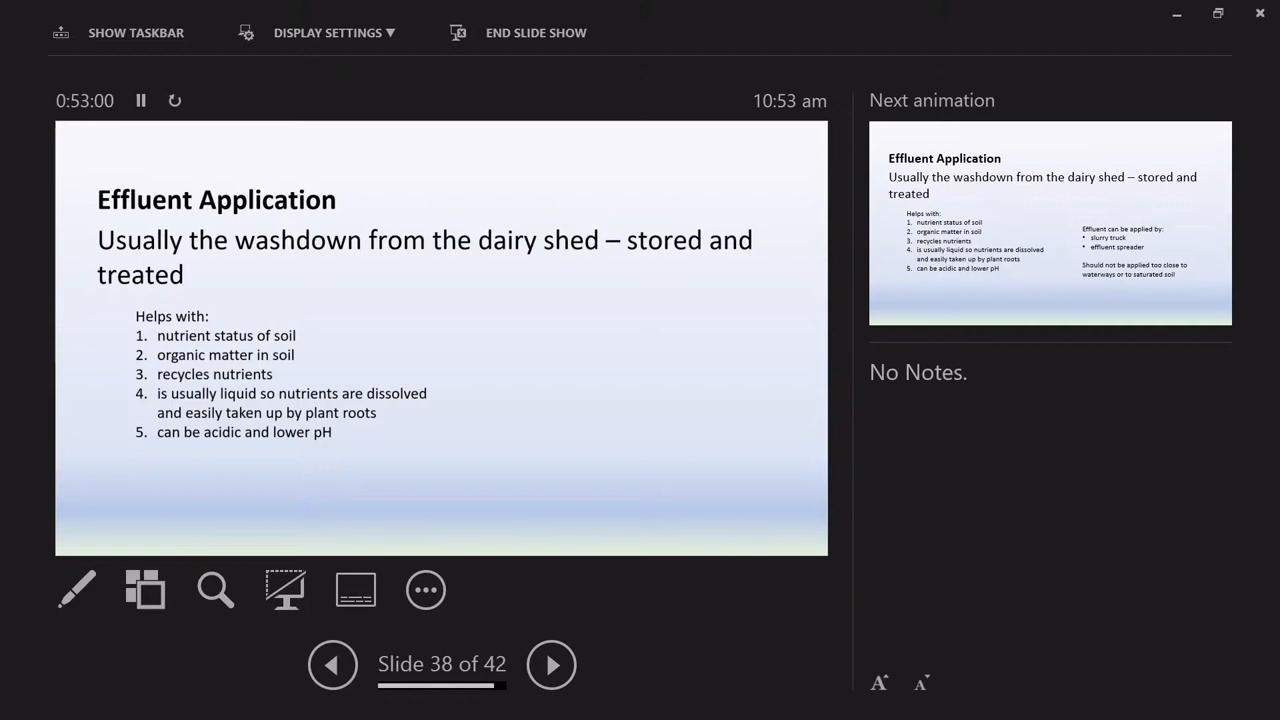 SHOW TASKBAR
DISPLAY SETTINGS ▼
END SLIDE SHOW
0:53:00
10:53 am
Effluent Application
Usually the washdown from the dairy shed – stored and
treated
Helps with:
1. nutrient status of soil
2. organic matter in soil
3. recycles nutrients
4. is usually liquid so nutrients are dissolved
and easily taken up by plant roots
5. can be acidic and lower pH
Slide 38 of 42
Next animation
Effluent Application
Usually the washdown from the dairy shed – stored and
treated
Helps with:
1. nutrient status of soil
2. organic matter in soil
3. recycles nutrients
4. is usually liquid so nutrients are dissolved
and easily taken up by plant roots
5. can be acidic and lower pH
Effluent can be applied by:
• slurry truck
• effluent spreader
Should not be applied too close to
waterways or to saturated soil
No Notes.
A A